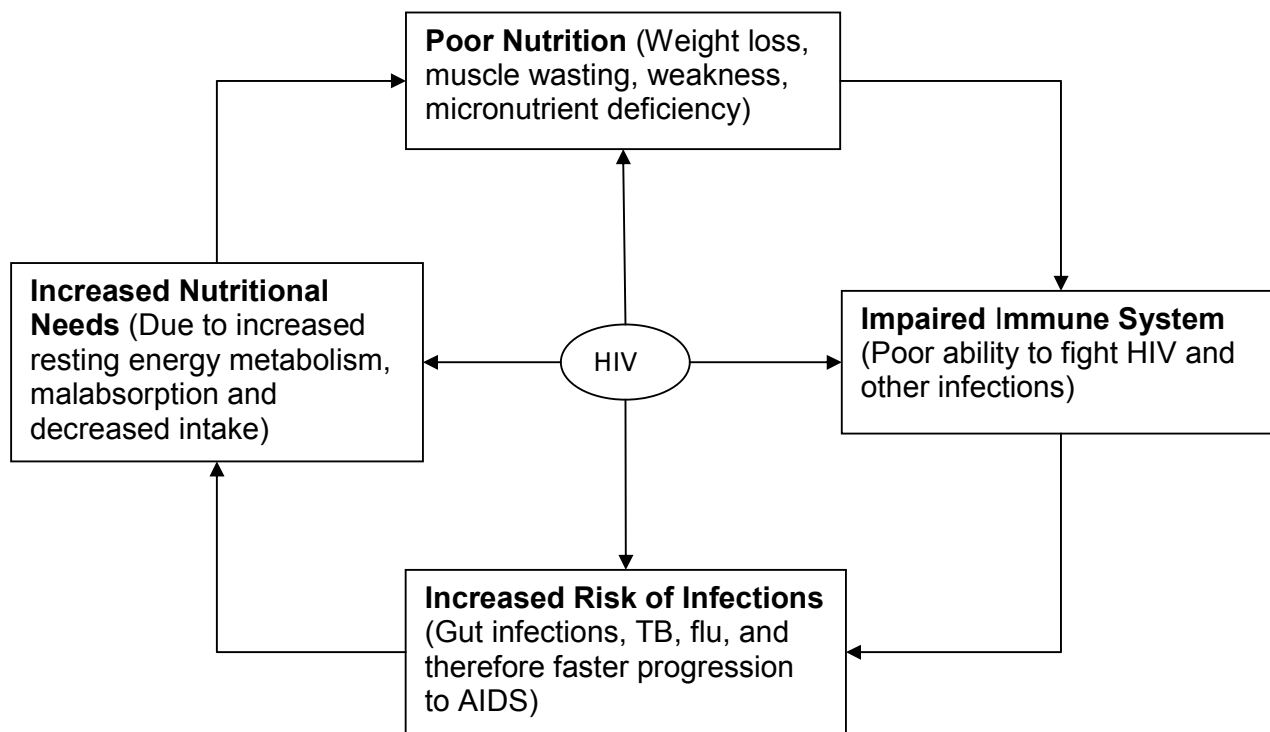 Poor Nutrition (Weight loss,
muscle wasting, weakness,
micronutrient deficiency)
Increased Nutritional
Needs (Due to increased
resting energy metabolism,
malabsorption and
decreased intake)
HIV
Impaired Immune System
(Poor ability to fight HIV and
other infections)
Increased Risk of Infections
(Gut infections, TB, flu, and
therefore faster progression
to AIDS)